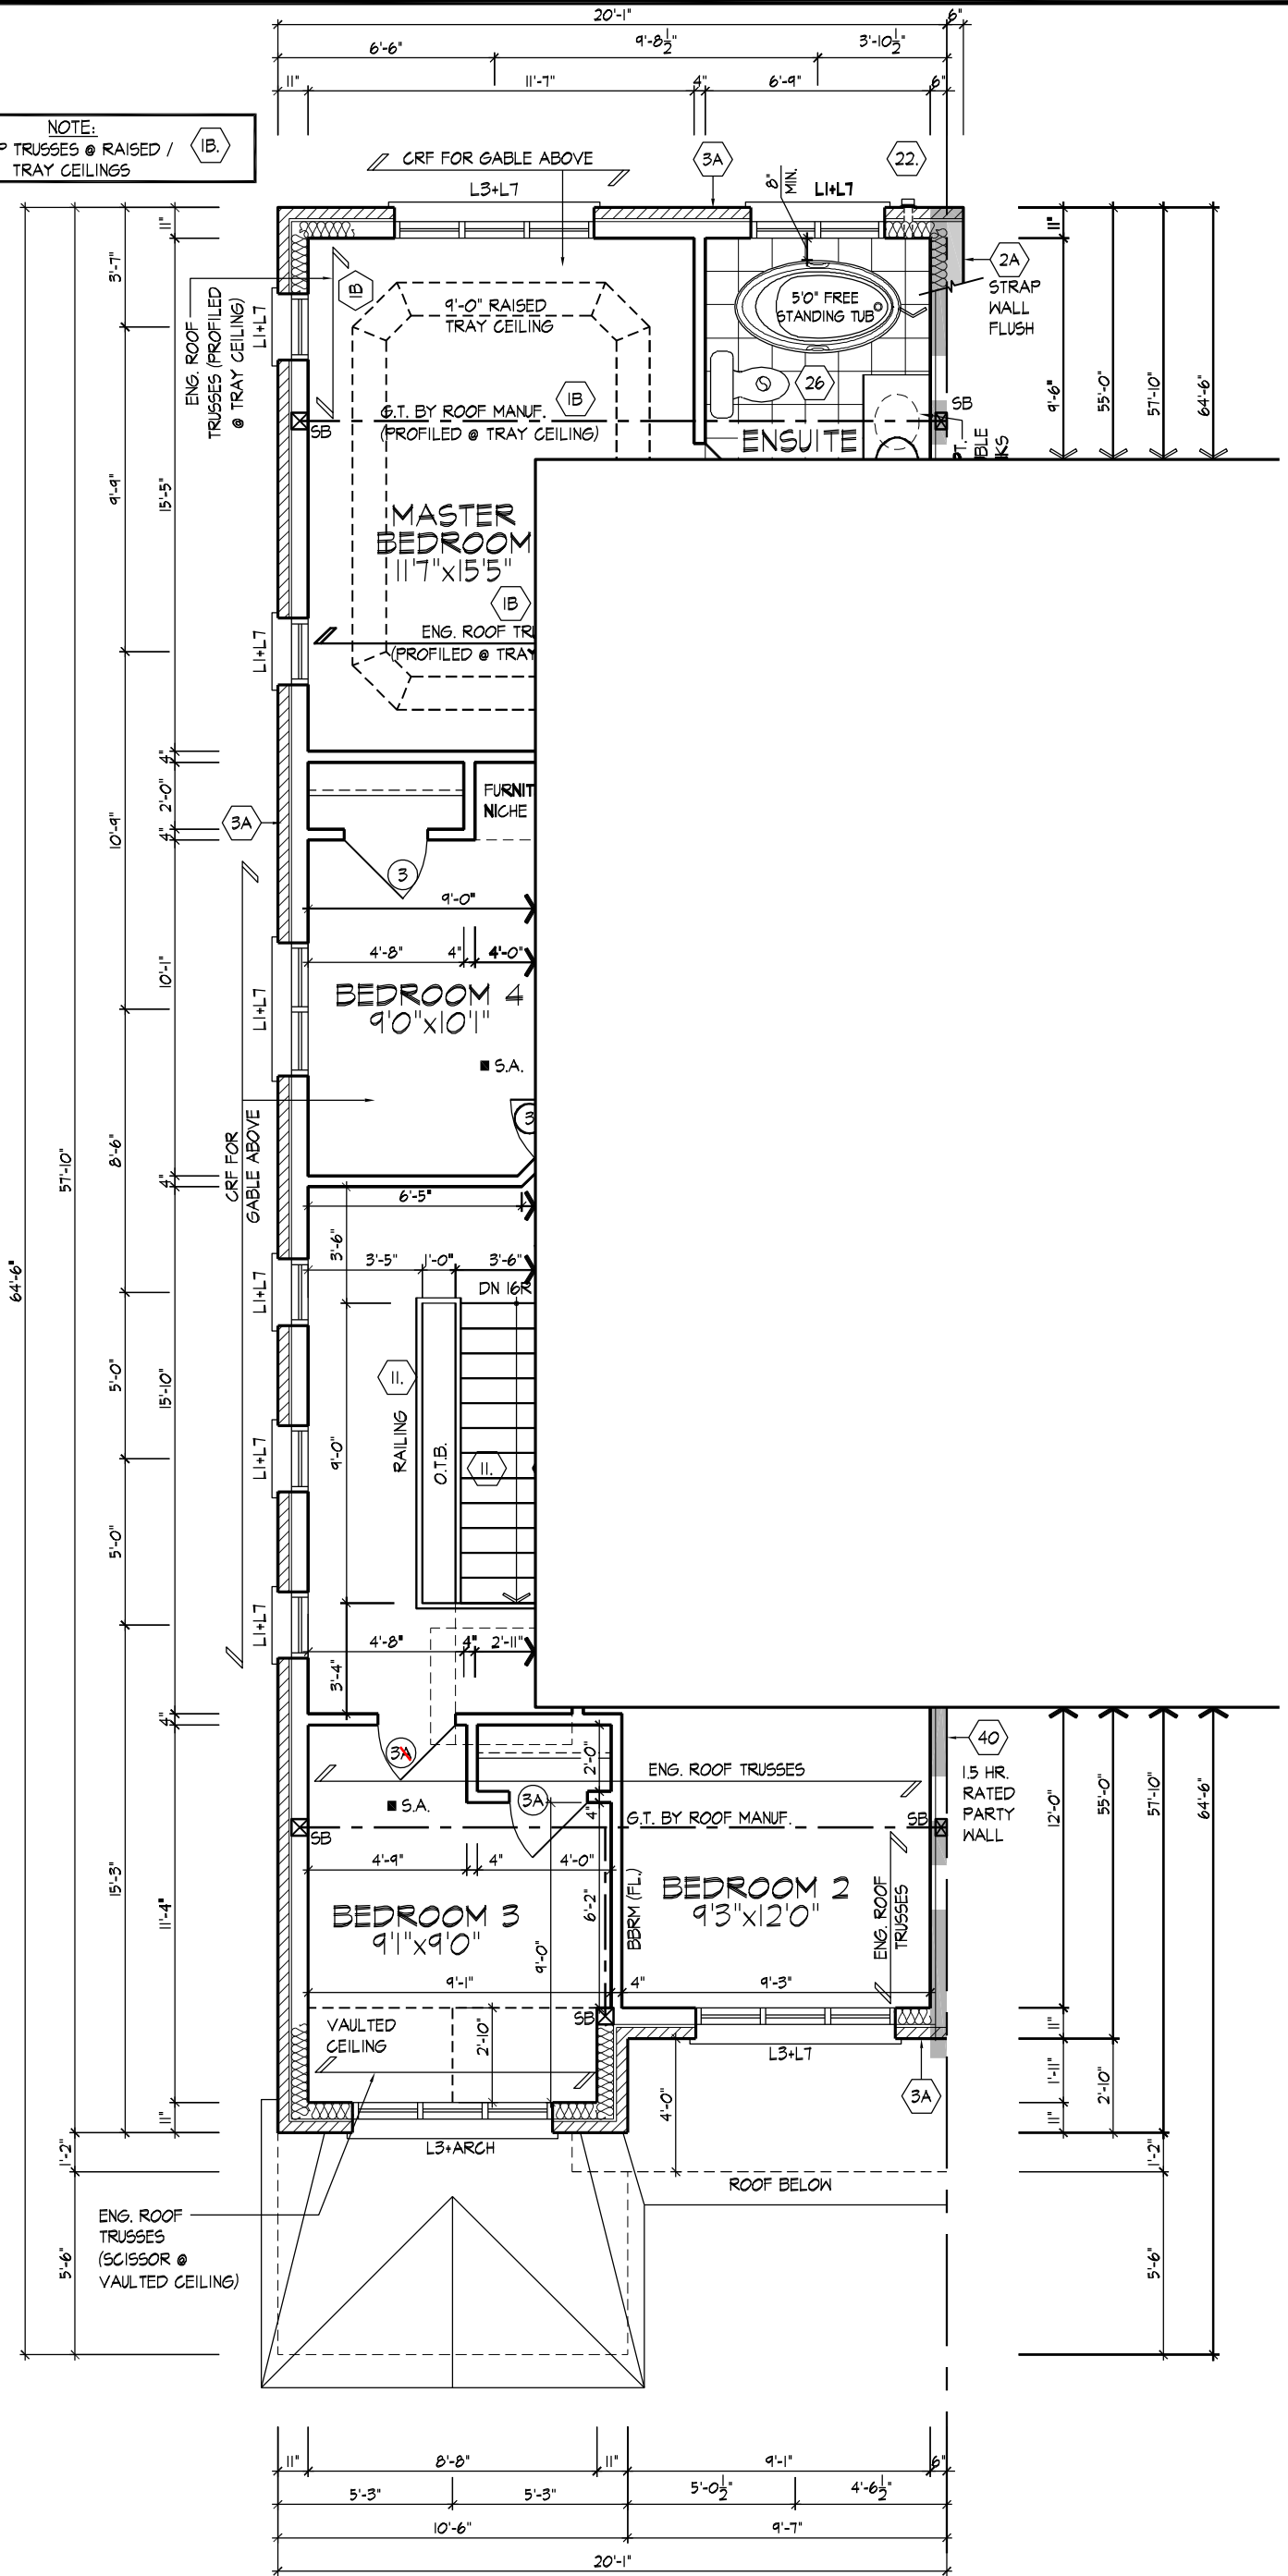 20'-1"
6"
6'-6"
9'-8½"
3'-10½"
11"
11'-7"
4"
6'-9"
6"
NOTE:
TRUSSES @ RAISED /
TRAY CEILINGS
1B.
CRF FOR GABLE ABOVE
3A
22.
L3+L7
8"
MIN.
L1+L7
2A
STRAP
WALL
FLUSH
ENG. ROOF
TRUSSES (PROFILED
@ TRAY CEILING)
L1+L7
1B
9'-0" RAISED
TRAY CEILING
5'0" FREE
STANDING TUB
26
1B
G.T. BY ROOF MANUF.
(PROFILED @ TRAY CEILING)
SB
SB
ENSUITE
MASTER
BEDROOM
11'7"x15'5"
1B
ENG. ROOF
(PROFILED @ TRAY
L1+L7
11"
3'-7"
9'-9"
15'-5"
4"
2'-0"
4"
10'-9"
10'-1"
8'-6"
4"
57'-10"
64'-6"
5'-0"
15'-10"
5'-0"
4"
15'-3"
11'-4"
11"
1'-2"
5'-6"
11"
9'-6"
55'-0"
57'-10"
64'-6"
3A
NICHE
3
9'-0"
4'-8"
4"
4'-0"
BEDROOM 4
9'0"x10'1"
S.A.
L1+L7
3
CRF FOR
GABLE ABOVE
6'-5"
3'-6"
3'-5"
1'-0"
3'-6"
DN 16R
L1+L7
11.
RAILING
O.T.B.
11.
9'-0"
L1+L7
L1+L7
4'-8"
4"
2'-11"
3'-4"
3A
S.A.
3A
2'-0"
4"
ENG. ROOF TRUSSES
G.T. BY ROOF MANUF.
SB
SB
40
1.5 HR.
RATED
PARTY
WALL
12'-0"
55'-0"
57'-10"
64'-6"
4'-9"
4"
4'-0"
6'-2"
BBRM (FL.)
BEDROOM 2
9'3"x12'0"
ENG. ROOF
TRUSSES
BEDROOM 3
9'1"x9'0"
9'-0"
9'-1"
4"
9'-3"
VAULTED
CEILING
2'-10"
SB
L3+L7
3A
4'-0"
11"
1'-11"
2'-10"
11"
1'-2"
5'-6"
L3+ARCH
ROOF BELOW
ENG. ROOF
TRUSSES
(SCISSOR @
VAULTED CEILING)
11"
8'-8"
11"
9'-1"
6"
5'-3"
5'-3"
5'-0½"
4'-6½"
10'-6"
9'-7"
20'-1"